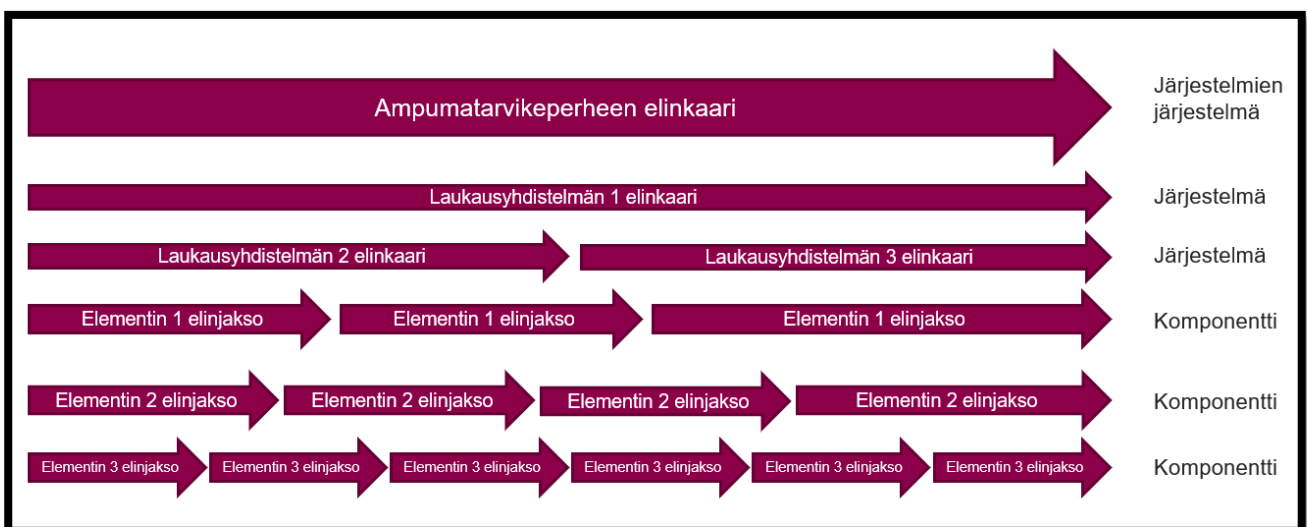 Ampumatarvikeperheen elinkaari
Järjestelmien
järjestelmä
Laukausyhdistelmän 1 elinkaari
Järjestelmä
Laukausyhdistelmän 2 elinkaari
Laukausyhdistelmän 3 elinkaari
Järjestelmä
Elementin 1 elinjakso
Elementin 1 elinjakso
Elementin 1 elinjakso
Komponentti
Elementin 2 elinjakso
Elementin 2 elinjakso
Elementin 2 elinjakso
Elementin 2 elinjakso
Komponentti
Elementin 3 elinjakso
Elementin 3 elinjakso
Elementin 3 elinjakso
Elementin 3 elinjakso
Elementin 3 elinjakso
Elementin 3 elinjakso
Komponentti